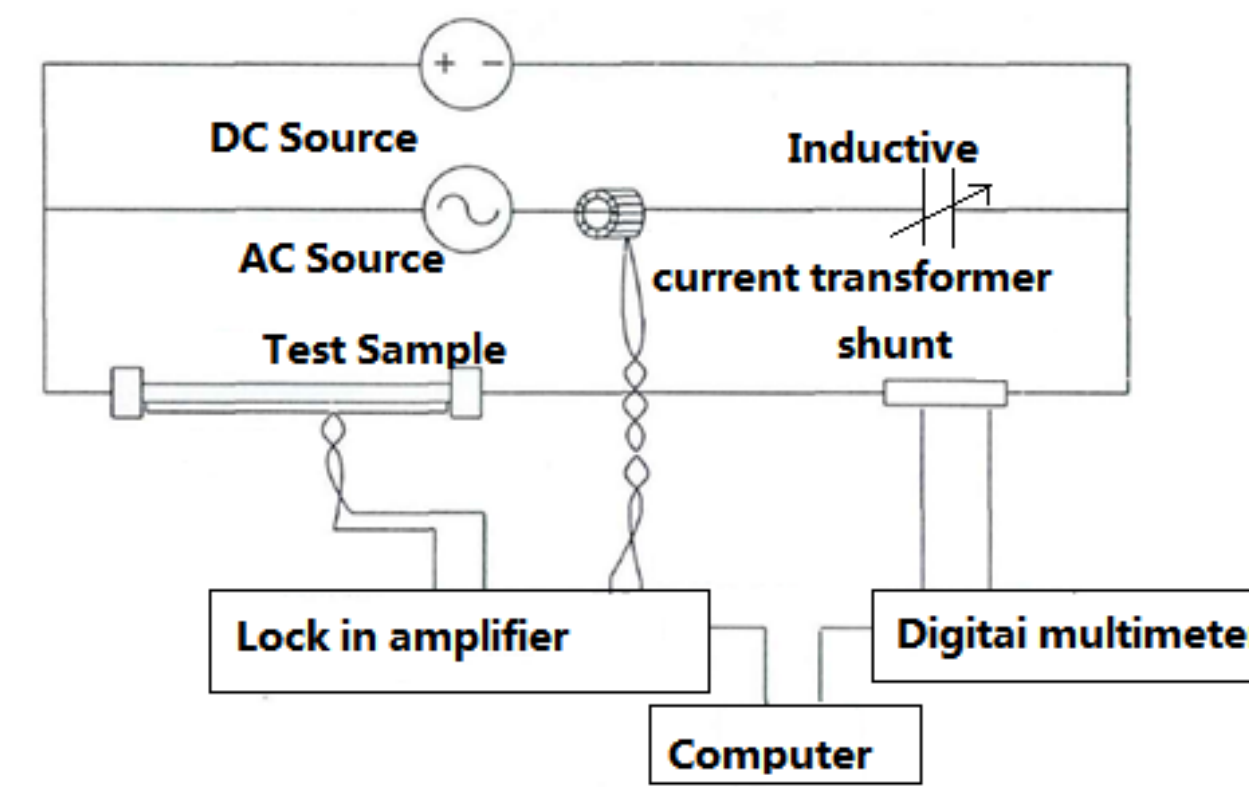 DC Source
Inductive
AC Source
current transformer
Test Sample
shunt
Lock in amplifier
Digitai multimete
Computer